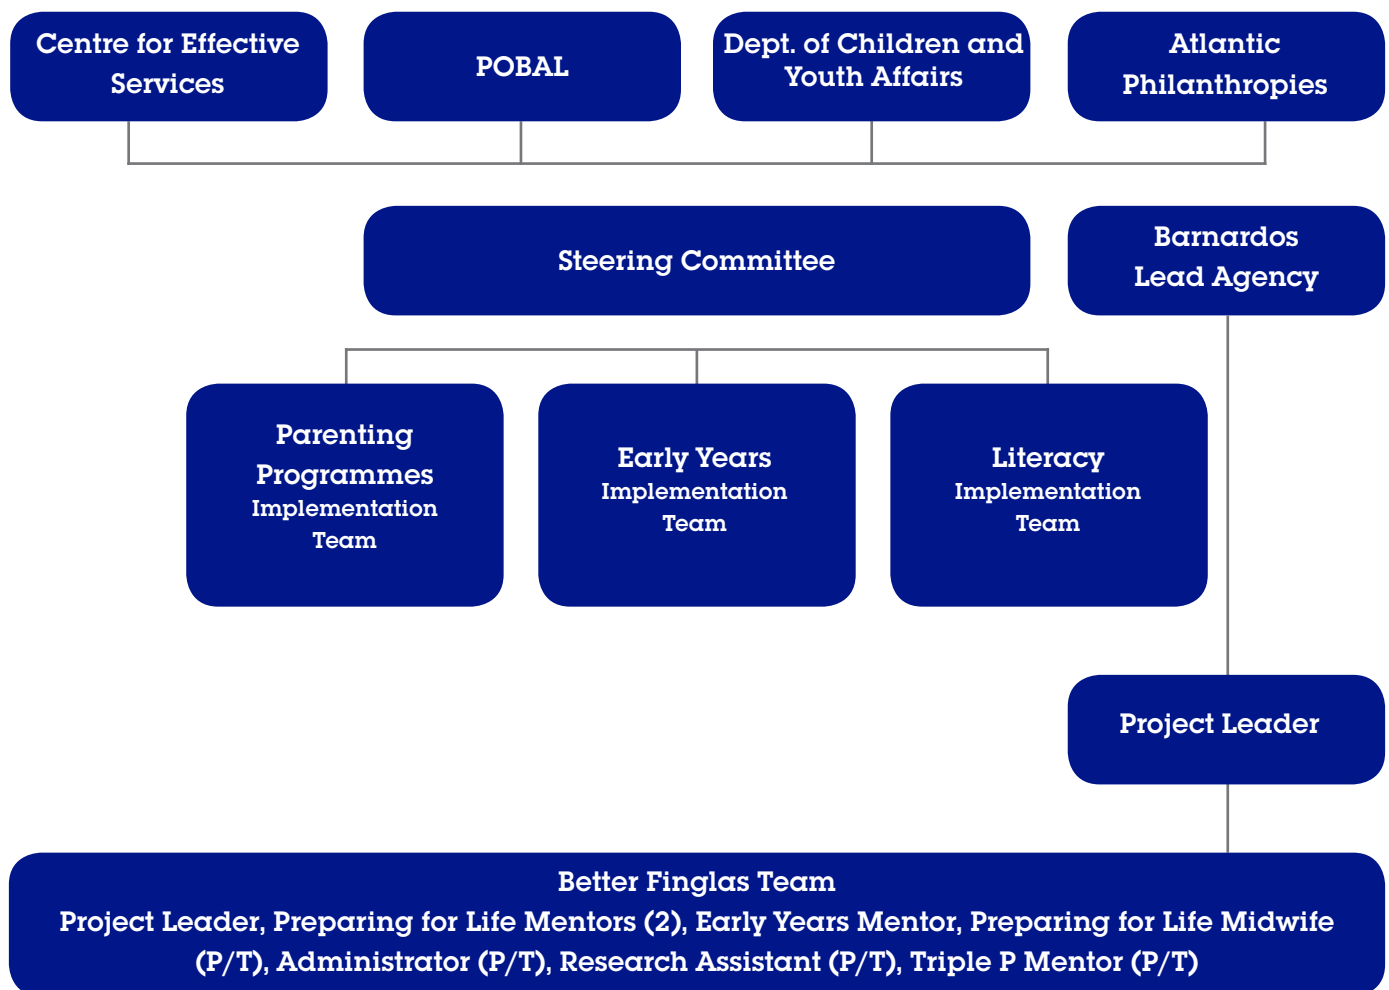 Centre for Effective
Services
POBAL
Dept. of Children and
Youth Affairs
Atlantic
Philanthropies
Steering Committee
Barnardos
Lead Agency
Parenting
Programmes
Implementation
Team
Early Years
Implementation
Team
Literacy
Implementation
Team
Project Leader
Better Finglas Team
Project Leader, Preparing for Life Mentors (2), Early Years Mentor, Preparing for Life Midwife
(P/T), Administrator (P/T), Research Assistant (P/T), Triple P Mentor (P/T)